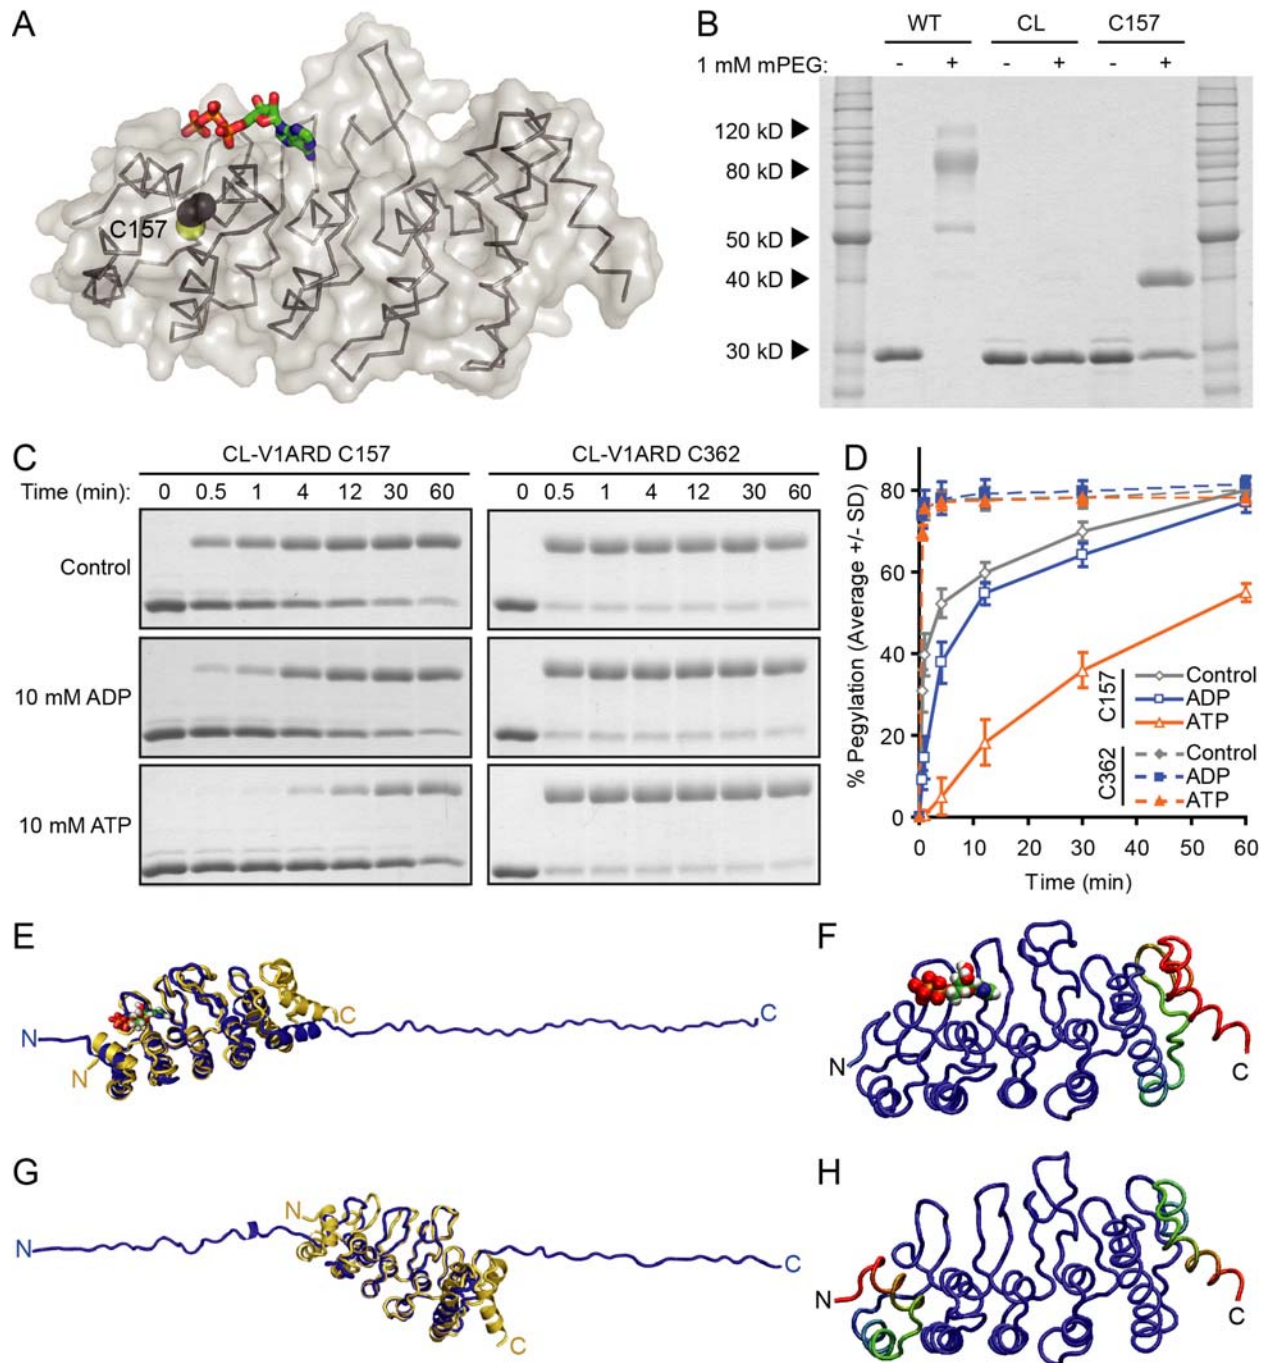 A
C157
B
WT CL C157
1 mM mPEG: - + - + - +
120 kD
80 kD
50 kD
40 kD
30 kD
C
CL-V1ARD C157 CL-V1ARD C362
Time (min): 0 0.5 1 4 12 30 60 0 0.5 1 4 12 30 60
Control
10 mM ADP
10 mM ATP
D
% Pegylation (Average +/- SD)
80
60
40
20
0
0 10 20 30 40 50 60
Time (min)
C157
Control
ADP
ATP
C362
Control
ADP
ATP
E
N
N
C
C
F
N
C
G
N
N
C
C
H
N
C